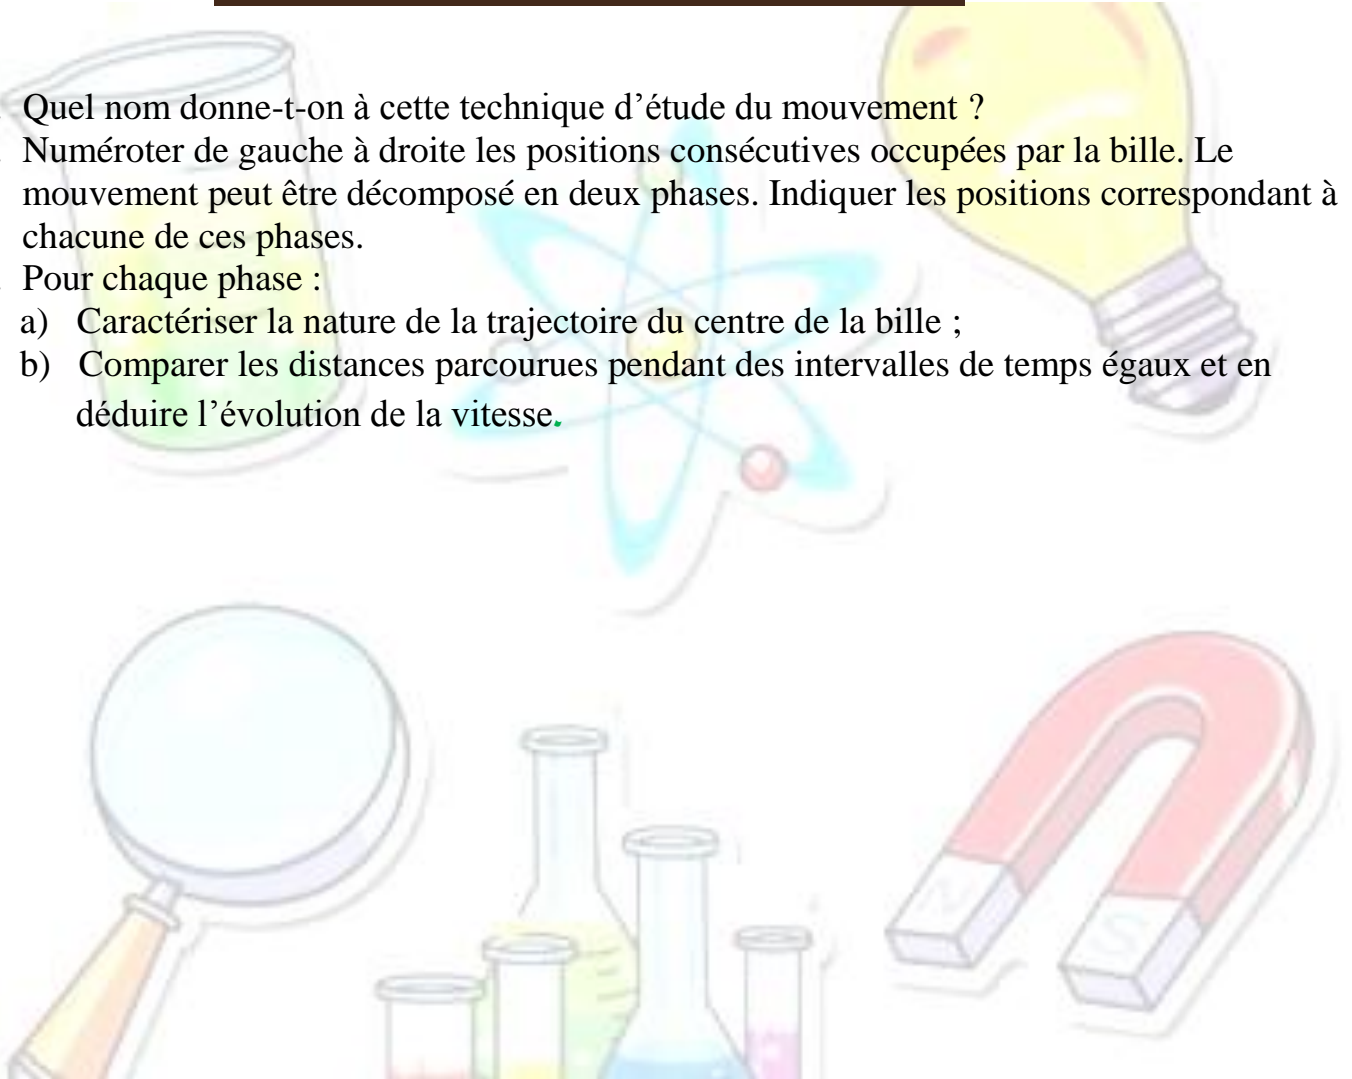 Quel nom donne-t-on à cette technique d’étude du mouvement ?
Numéroter de gauche à droite les positions consécutives occupées par la bille. Le
mouvement peut être décomposé en deux phases. Indiquer les positions correspondant à
chacune de ces phases.
Pour chaque phase :
a) Caractériser la nature de la trajectoire du centre de la bille ;
b) Comparer les distances parcourues pendant des intervalles de temps égaux et en
déduire l’évolution de la vitesse.
N
S